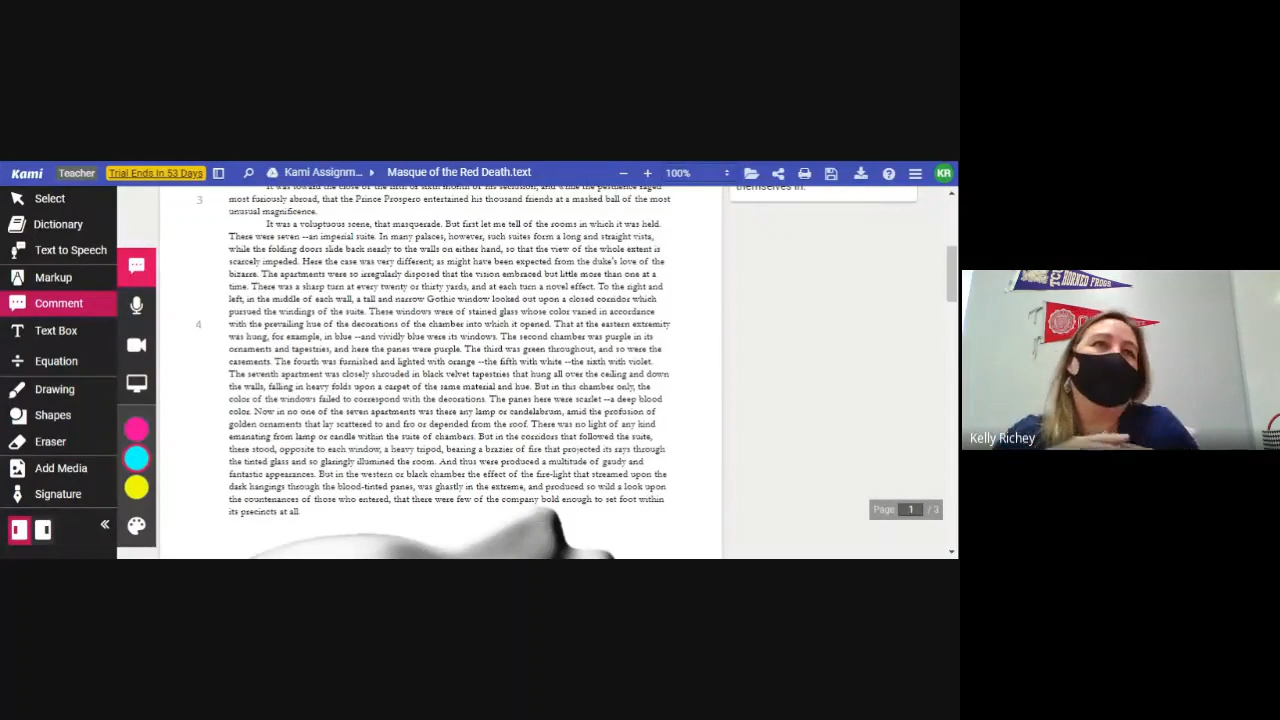 Kami Teacher Trial Ends In 53 Days Kami Assignm... Masque of the Red Death.text 100% KR
Select
Dictionary
Text to Speech
Markup
Comment
Text Box
Equation
Drawing
Shapes
Eraser
Add Media
Signature
It was toward the close of the fifth or sixth month of his seclusion, and while the pestilence raged
3 most furiously abroad, that the Prince Prospero entertained his thousand friends at a masked ball of the most
unusual magnificence.
It was a voluptuous scene, that masquerade. But first let me tell of the rooms in which it was held.
There were seven --an imperial suite. In many palaces, however, such suites form a long and straight vista,
while the folding doors slide back nearly to the walls on either hand, so that the view of the whole extent is
scarcely impeded. Here the case was very different; as might have been expected from the duke's love of the
bizarre. The apartments were so irregularly disposed that the vision embraced but little more than one at a
time. There was a sharp turn at every twenty or thirty yards, and at each turn a novel effect. To the right and
left, in the middle of each wall, a tall and narrow Gothic window looked out upon a closed corridor which
pursued the windings of the suite. These windows were of stained glass whose color varied in accordance
4 with the prevailing hue of the decorations of the chamber into which it opened. That at the eastern extremity
was hung, for example, in blue --and vividly blue were its windows. The second chamber was purple in its
ornaments and tapestries, and here the panes were purple. The third was green throughout, and so were the
casements. The fourth was furnished and lighted with orange --the fifth with white --the sixth with violet.
The seventh apartment was closely shrouded in black velvet tapestries that hung all over the ceiling and down
the walls, falling in heavy folds upon a carpet of the same material and hue. But in this chamber only, the
color of the windows failed to correspond with the decorations. The panes here were scarlet --a deep blood
color. Now in no one of the seven apartments was there any lamp or candelabrum, amid the profusion of
golden ornaments that lay scattered to and fro or depended from the roof. There was no light of any kind
emanating from lamp or candle within the suite of chambers. But in the corridors that followed the suite,
there stood, opposite to each window, a heavy tripod, bearing a brazier of fire that projected its rays through
the tinted glass and so glaringly illumined the room. And thus were produced a multitude of gaudy and
fantastic appearances. But in the western or black chamber the effect of the fire-light that streamed upon the
dark hangings through the blood-tinted panes, was ghastly in the extreme, and produced so wild a look upon
the countenances of those who entered, that there were few of the company bold enough to set foot within
its precincts at all.
themselves in.
Page 1 / 3
HORNED FROGS
Kelly Richey